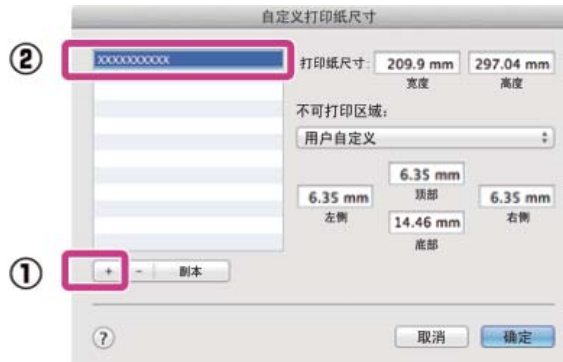 自定义打印纸尺寸
②
XXXXXXXXXX
打印纸尺寸: 209.9 mm 297.04 mm
宽度 高度
不可打印区域:
用户自定义
6.35 mm
顶部
6.35 mm 6.35 mm
左侧 右侧
14.46 mm
底部
①
+ - 副本
? 取消 确定